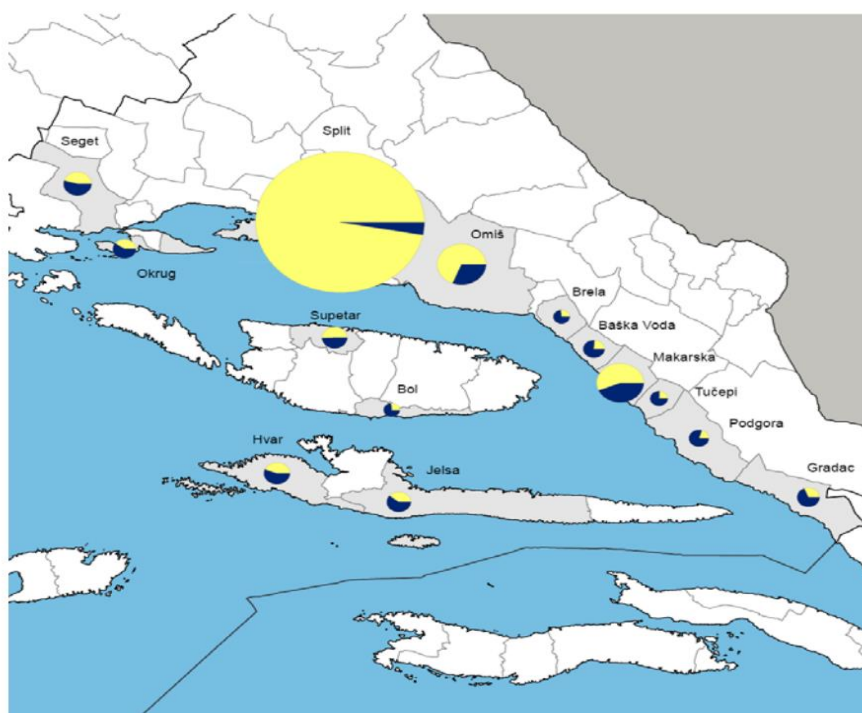 Split
Seget
Omiš
Okrug
Brela
Supetar
Baška Voda
Makarska
Bol
Tučepi
Podgora
Hvar
Jelsa
Gradac